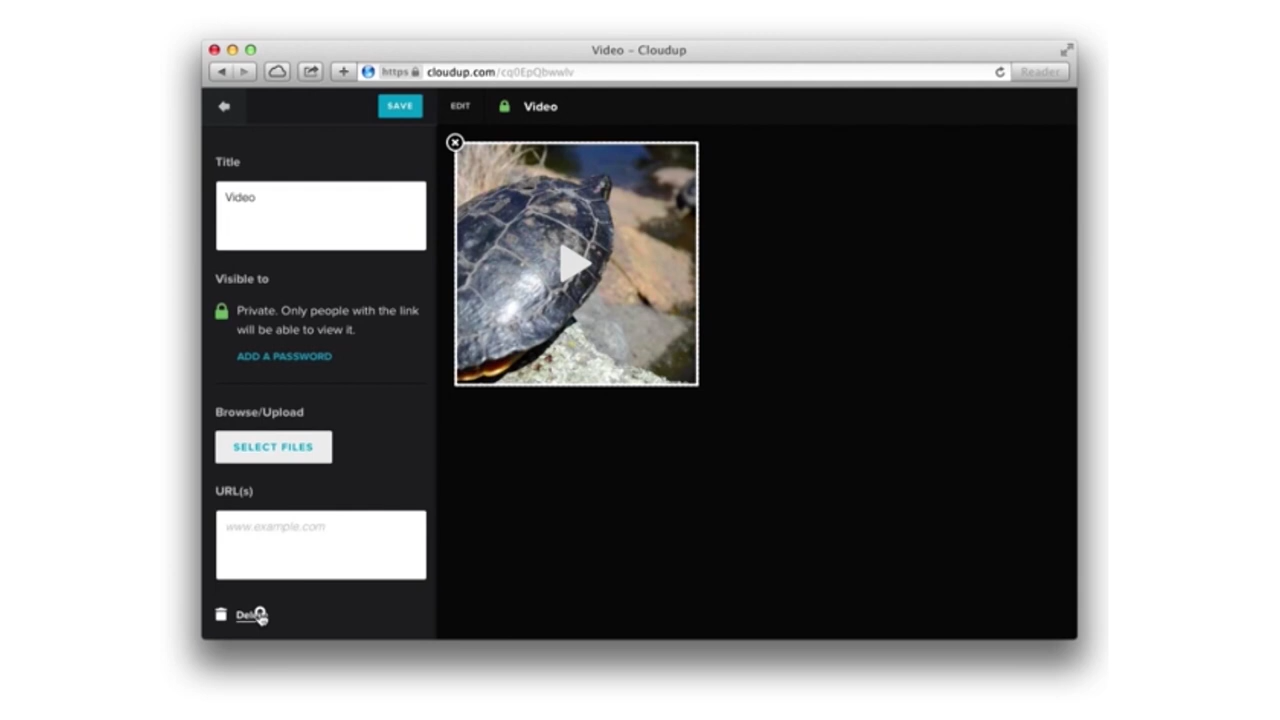 Video – Cloudup
https cloudup.com/cq0EpQbwwlv
Reader
SAVE
EDIT
Video
Title
Video
Visible to
Private. Only people with the link
will be able to view it.
ADD A PASSWORD
Browse/Upload
SELECT FILES
URL(s)
www.example.com